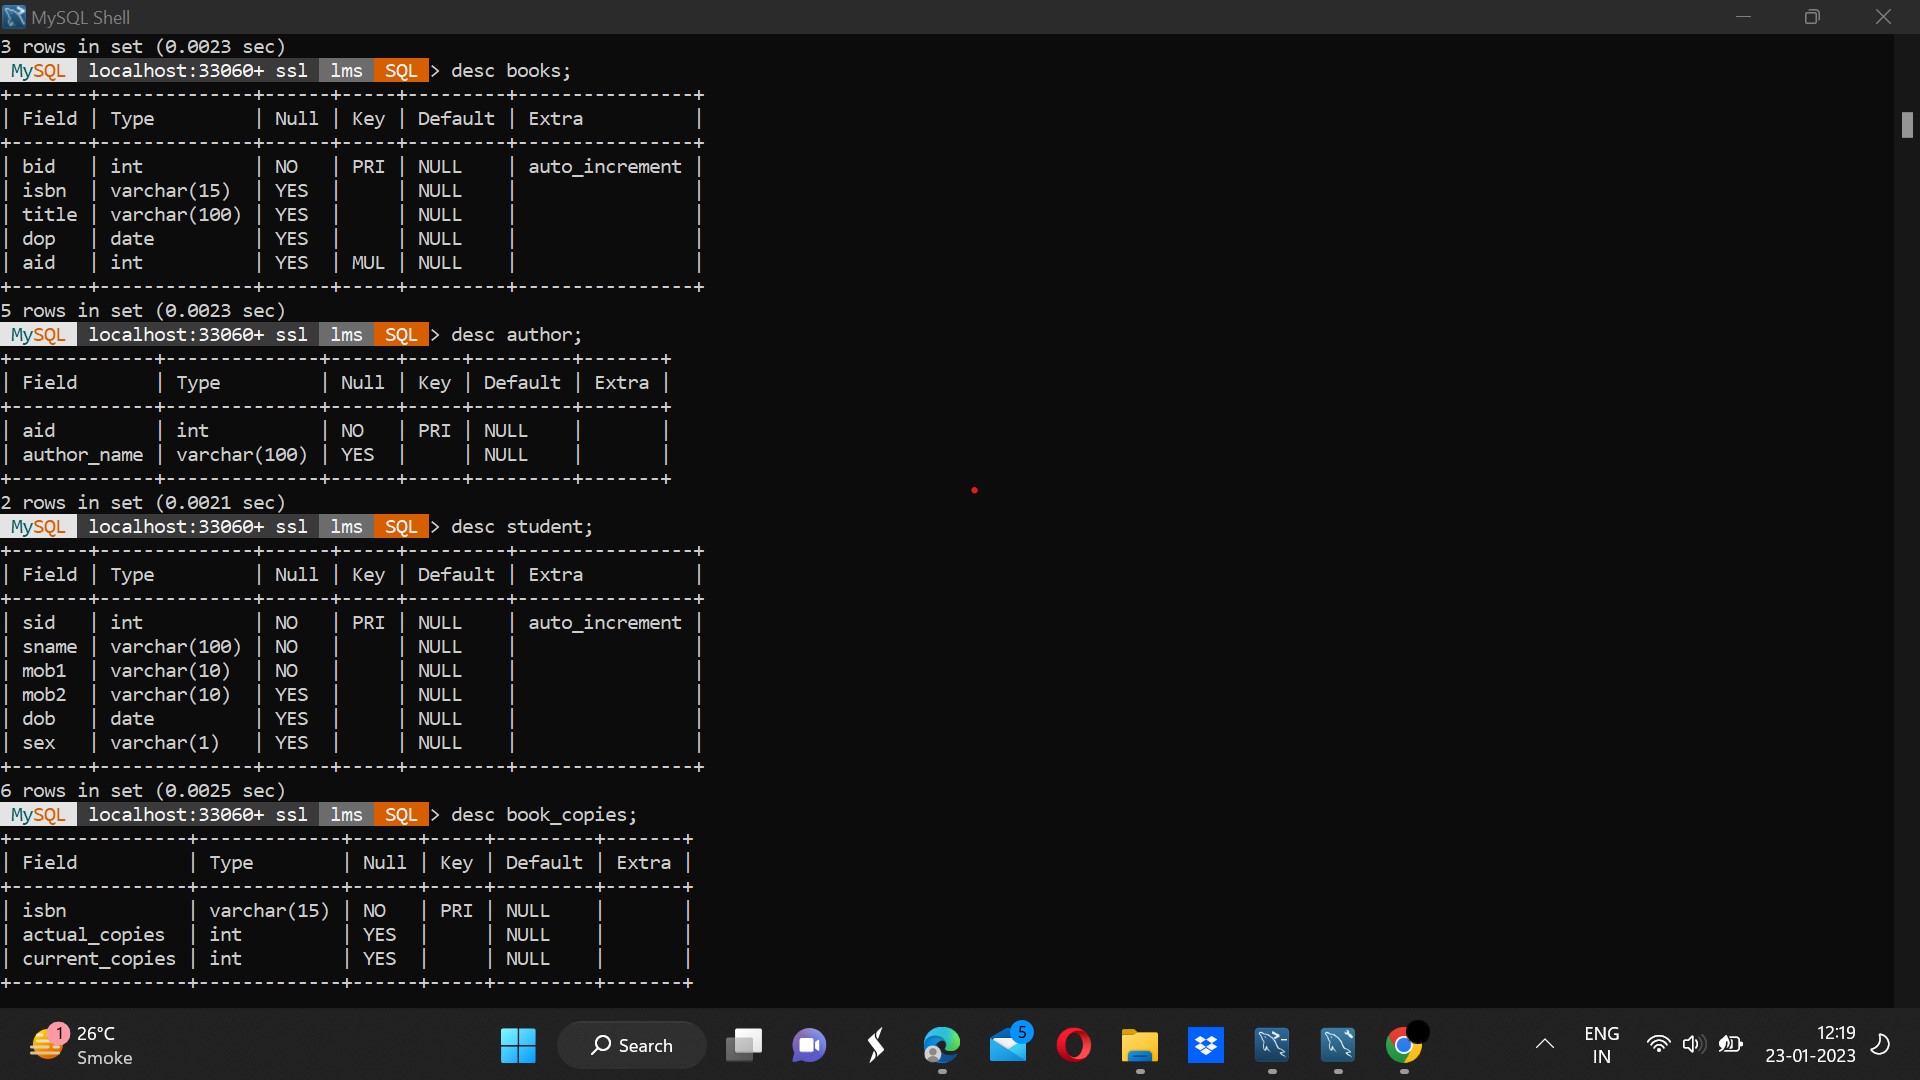 MySQL Shell
3 rows in set (0.0023 sec)
MySQL localhost:33060+ ssl lms SQL > desc books;
+-------+--------------+------+-----+---------+----------------+
| Field | Type         | Null | Key | Default | Extra          |
+-------+--------------+------+-----+---------+----------------+
| bid   | int          | NO   | PRI | NULL    | auto_increment |
| isbn  | varchar(15)  | YES  |     | NULL    |                |
| title | varchar(100) | YES  |     | NULL    |                |
| dop   | date         | YES  |     | NULL    |                |
| aid   | int          | YES  | MUL | NULL    |                |
+-------+--------------+------+-----+---------+----------------+
5 rows in set (0.0023 sec)
MySQL localhost:33060+ ssl lms SQL > desc author;
+-------------+--------------+------+-----+---------+-------+
| Field       | Type         | Null | Key | Default | Extra |
+-------------+--------------+------+-----+---------+-------+
| aid         | int          | NO   | PRI | NULL    |       |
| author_name | varchar(100) | YES  |     | NULL    |       |
+-------------+--------------+------+-----+---------+-------+
2 rows in set (0.0021 sec)
MySQL localhost:33060+ ssl lms SQL > desc student;
+-------+--------------+------+-----+---------+----------------+
| Field | Type         | Null | Key | Default | Extra          |
+-------+--------------+------+-----+---------+----------------+
| sid   | int          | NO   | PRI | NULL    | auto_increment |
| sname | varchar(100) | NO   |     | NULL    |                |
| mob1  | varchar(10)  | NO   |     | NULL    |                |
| mob2  | varchar(10)  | YES  |     | NULL    |                |
| dob   | date         | YES  |     | NULL    |                |
| sex   | varchar(1)   | YES  |     | NULL    |                |
+-------+--------------+------+-----+---------+----------------+
6 rows in set (0.0025 sec)
MySQL localhost:33060+ ssl lms SQL > desc book_copies;
+----------------+-------------+------+-----+---------+-------+
| Field          | Type        | Null | Key | Default | Extra |
+----------------+-------------+------+-----+---------+-------+
| isbn           | varchar(15) | NO   | PRI | NULL    |       |
| actual_copies  | int         | YES  |     | NULL    |       |
| current_copies | int         | YES  |     | NULL    |       |
+----------------+-------------+------+-----+---------+-------+
1 26°C
Smoke
Search
5
ENG
IN
12:19
23-01-2023